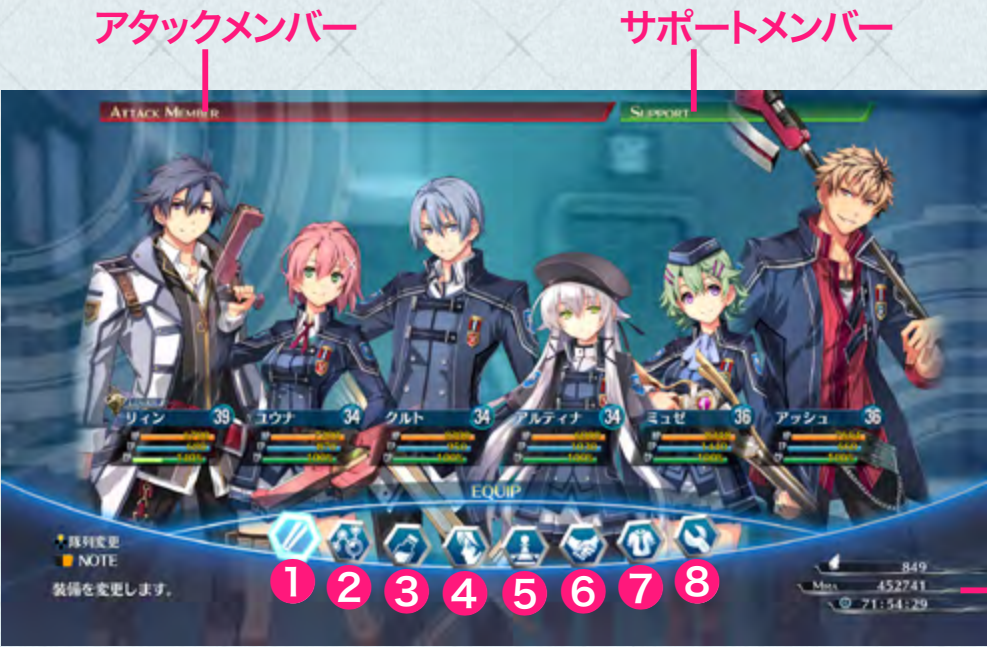 アタックメンバー
サポートメンバー
ATTACK MEMBER
SUPPORT
リィン 39
ユウナ 34
クルト 34
アルティナ 34
ミュゼ 36
アッシュ 36
EQUIP
隊列変更
NOTE
装備を変更します。
1 2 3 4 5 6 7 8
849
MIRA 452741
71:54:29